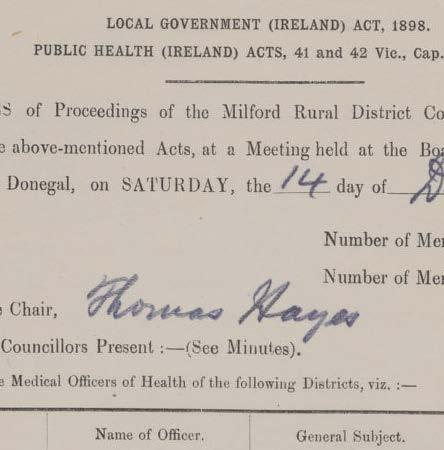 LOCAL GOVERNMENT (IRELAND) ACT, 1898.
PUBLIC HEALTH (IRELAND) ACTS, 41 and 42 Vic., Cap.
S of Proceedings of the Milford Rural District Co
e above-mentioned Acts, at a Meeting held at the Boa
Donegal, on SATURDAY, the 14 day of D
Number of Mem
Number of Mem
e Chair, Thomas Hayes
Councillors Present :—(See Minutes).
e Medical Officers of Health of the following Districts, viz. :—
Name of Officer. General Subject.